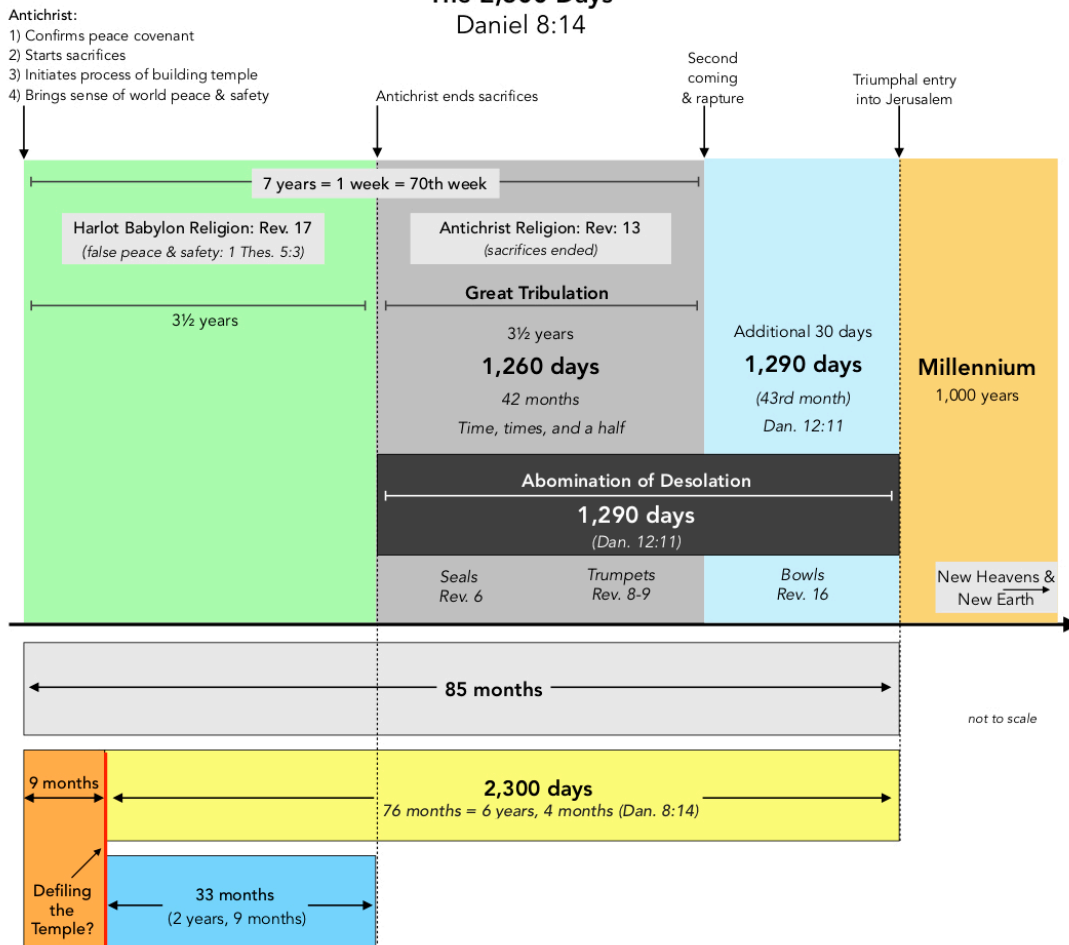 The 2,300 Days
Daniel 8:14
Antichrist:
1) Confirms peace covenant
2) Starts sacrifices
3) Initiates process of building temple
4) Brings sense of world peace & safety
Antichrist ends sacrifices
Second
coming
& rapture
Triumphal entry
into Jerusalem
7 years = 1 week = 70th week
Harlot Babylon Religion: Rev. 17
(false peace & safety: 1 Thes. 5:3)
Antichrist Religion: Rev: 13
(sacrifices ended)
Great Tribulation
3½ years
3½ years
1,260 days
42 months
Time, times, and a half
Additional 30 days
1,290 days
(43rd month)
Dan. 12:11
Millennium
1,000 years
Abomination of Desolation
1,290 days
(Dan. 12:11)
Seals
Rev. 6
Trumpets
Rev. 8-9
Bowls
Rev. 16
New Heavens &
New Earth
85 months
not to scale
9 months
2,300 days
76 months = 6 years, 4 months (Dan. 8:14)
Defiling
the
Temple?
33 months
(2 years, 9 months)